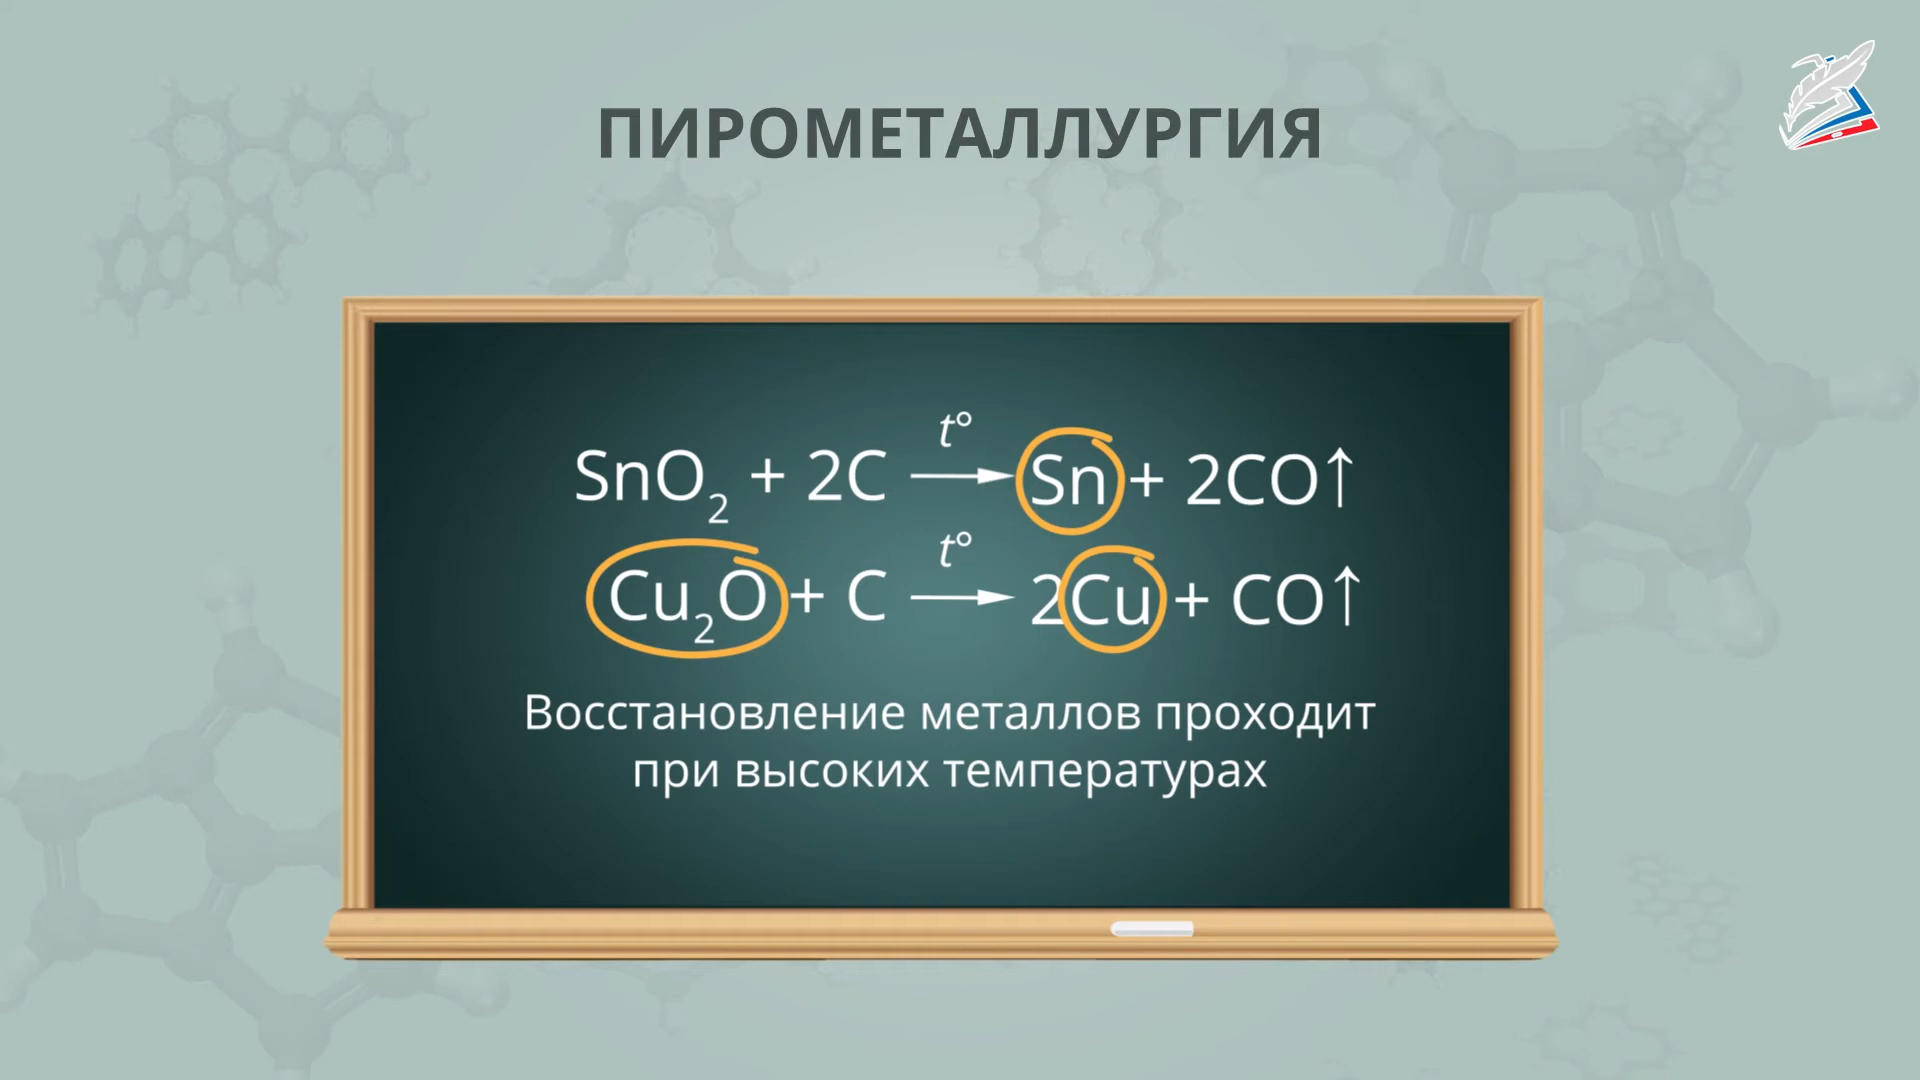 ПИРОМЕТАЛЛУРГИЯ
SnO₂ + 2C —t°→ Sn + 2CO↑
Cu₂O + C —t°→ 2Cu + CO↑
Восстановление металлов проходит
при высоких температурах